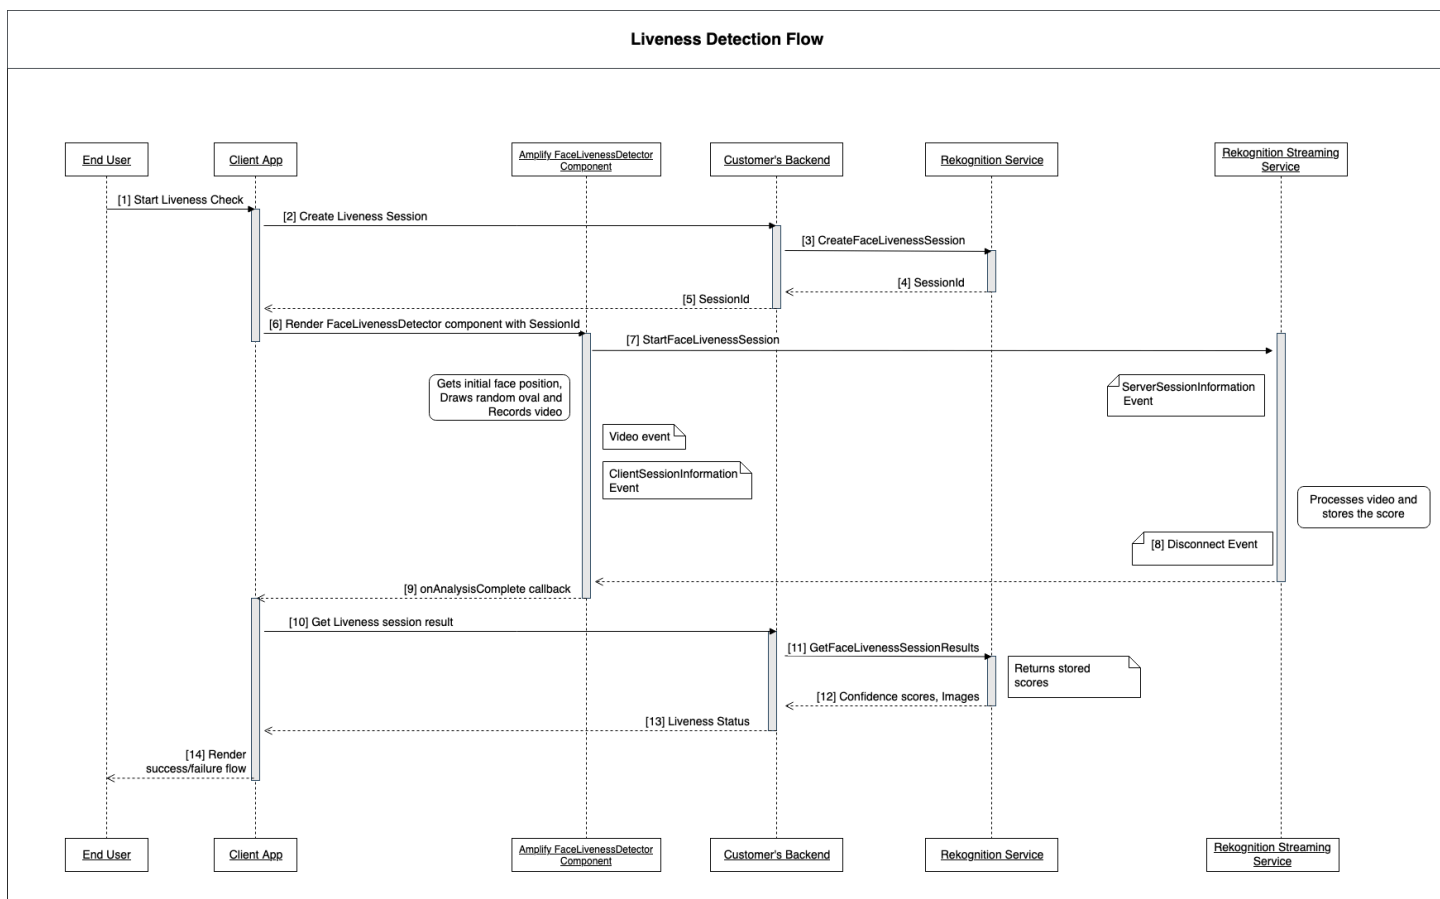 Liveness Detection Flow
End User
Client App
Amplify FaceLivenessDetector
Component
Customer's Backend
Rekognition Service
Rekognition Streaming
Service
[1] Start Liveness Check
[2] Create Liveness Session
[3] CreateFaceLivenessSession
[4] SessionId
[5] SessionId
[6] Render FaceLivenessDetector component with SessionId
[7] StartFaceLivenessSession
Gets initial face position,
Draws random oval and
Records video
ServerSessionInformation
Event
Video event
ClientSessionInformation
Event
Processes video and
stores the score
[8] Disconnect Event
[9] onAnalysisComplete callback
[10] Get Liveness session result
[11] GetFaceLivenessSessionResults
Returns stored
scores
[12] Confidence scores, Images
[13] Liveness Status
[14] Render
success/failure flow
End User
Client App
Amplify FaceLivenessDetector
Component
Customer's Backend
Rekognition Service
Rekognition Streaming
Service